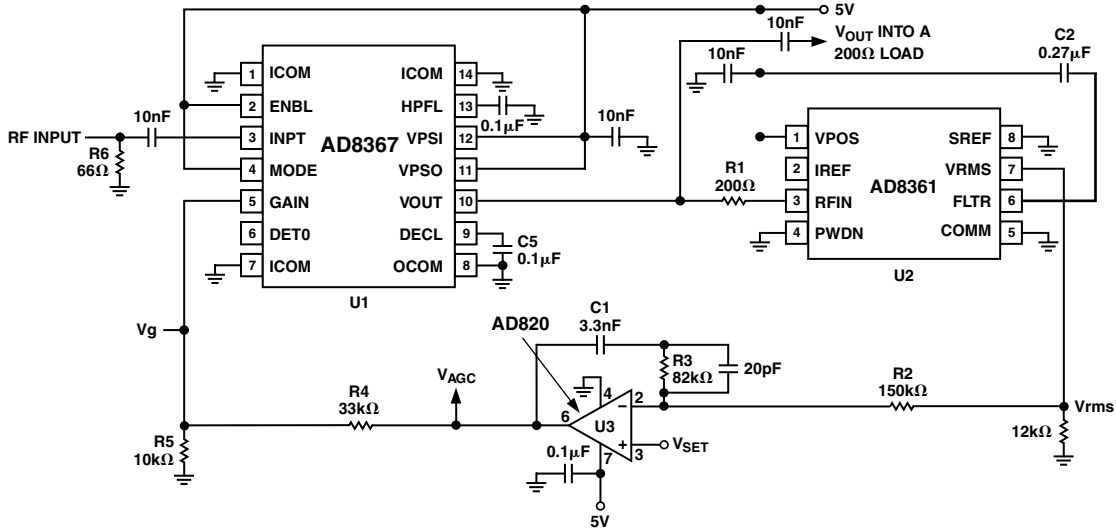 5V
10nF
VOUT INTO A
200Ω LOAD
10nF
C2
0.27µF
RF INPUT
10nF
R6
66Ω
1 ICOM
2 ENBL
3 INPT
4 MODE
5 GAIN
6 DET0
7 ICOM
AD8367
ICOM 14
HPFL 13
VPSI 12
VPSO 11
VOUT 10
DECL 9
OCOM 8
U1
0.1µF
10nF
C5
0.1µF
R1
200Ω
1 VPOS
2 IREF
3 RFIN
4 PWDN
AD8361
SREF 8
VRMS 7
FLTR 6
COMM 5
U2
Vg
R5
10kΩ
R4
33kΩ
VAGC
AD820
C1
3.3nF
R3
82kΩ
20pF
4
6
U3
2
−
+
3
7
VSET
0.1µF
5V
R2
150kΩ
Vrms
12kΩ